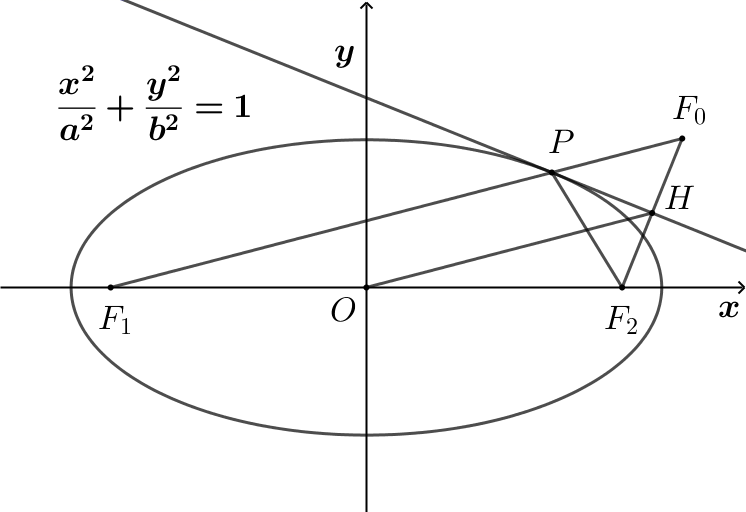 y
x²/a² + y²/b² = 1
F₀
P
H
F₁
O
F₂
x